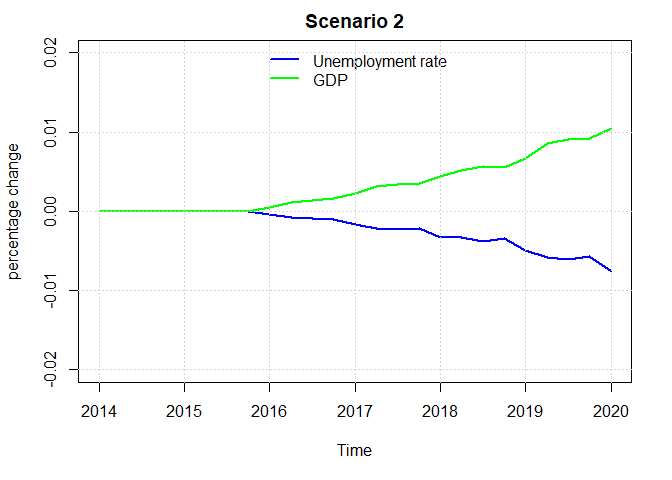 Scenario 2
Unemployment rate
GDP
percentage change
0.02
0.01
0.00
-0.01
-0.02
2014 2015 2016 2017 2018 2019 2020
Time